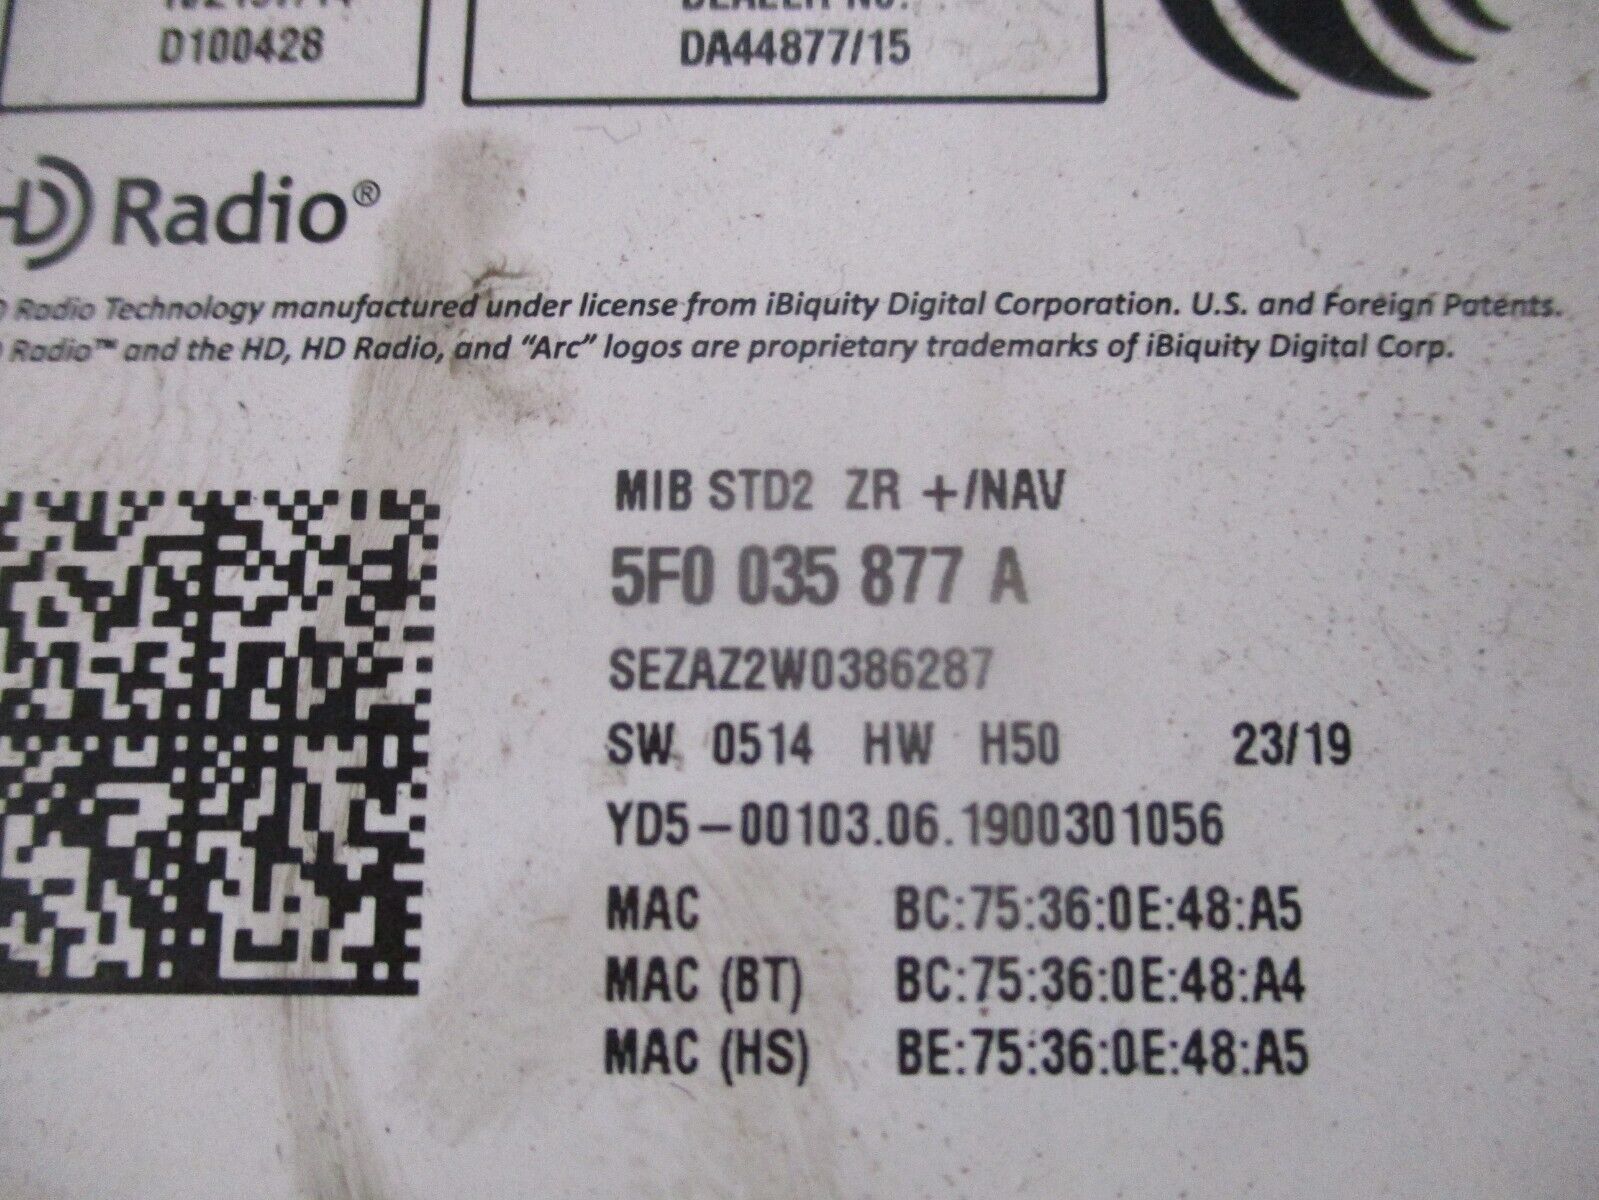 D100428
DEALER NO.
DA44877/15
HD Radio®
Radio Technology manufactured under license from iBiquity Digital Corporation. U.S. and Foreign Patents.
Radio™ and the HD, HD Radio, and “Arc” logos are proprietary trademarks of iBiquity Digital Corp.
MIB STD2 ZR +/NAV
5F0 035 877 A
SEZAZ2W0386287
SW 0514 HW H50 23/19
YD5-00103.06.1900301056
MAC BC:75:36:0E:48:A5
MAC (BT) BC:75:36:0E:48:A4
MAC (HS) BE:75:36:0E:48:A5